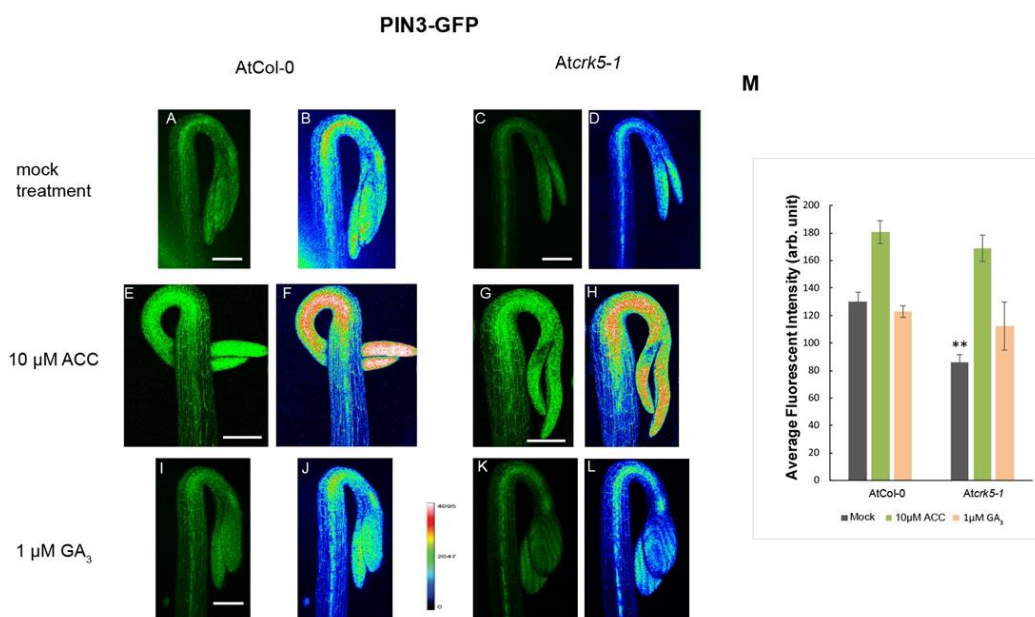 PIN3-GFP
AtCol-0
Atcrk5-1
M
mock
treatment
A
B
C
D
10 µM ACC
E
F
G
H
1 µM GA3
I
J
K
L
4095
2047
0
Average Fluorescent Intensity (arb. unit)
200
180
160
140
120
100
80
60
40
20
0
**
AtCol-0
Atcrk5-1
Mock
10µM ACC
1µM GA3